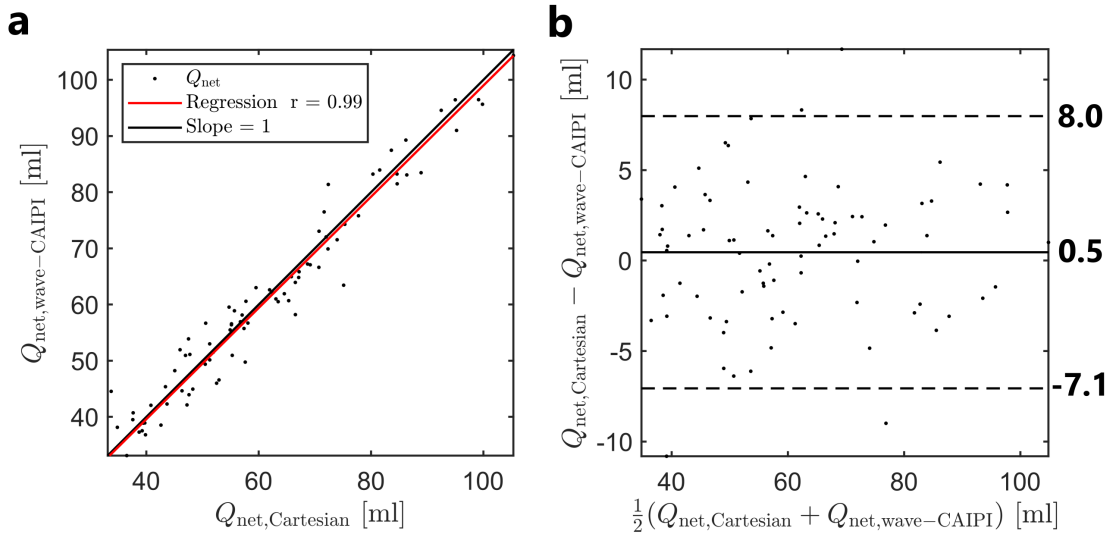 a
100
90
80
70
60
50
40
40
60
80
100
Q_net,wave−CAIPI [ml]
Q_net,Cartesian [ml]
Q_net
Regression r = 0.99
Slope = 1
b
10
5
0
-5
-10
40
60
80
100
Q_net,Cartesian − Q_net,wave−CAIPI [ml]
½(Q_net,Cartesian + Q_net,wave−CAIPI) [ml]
8.0
0.5
-7.1